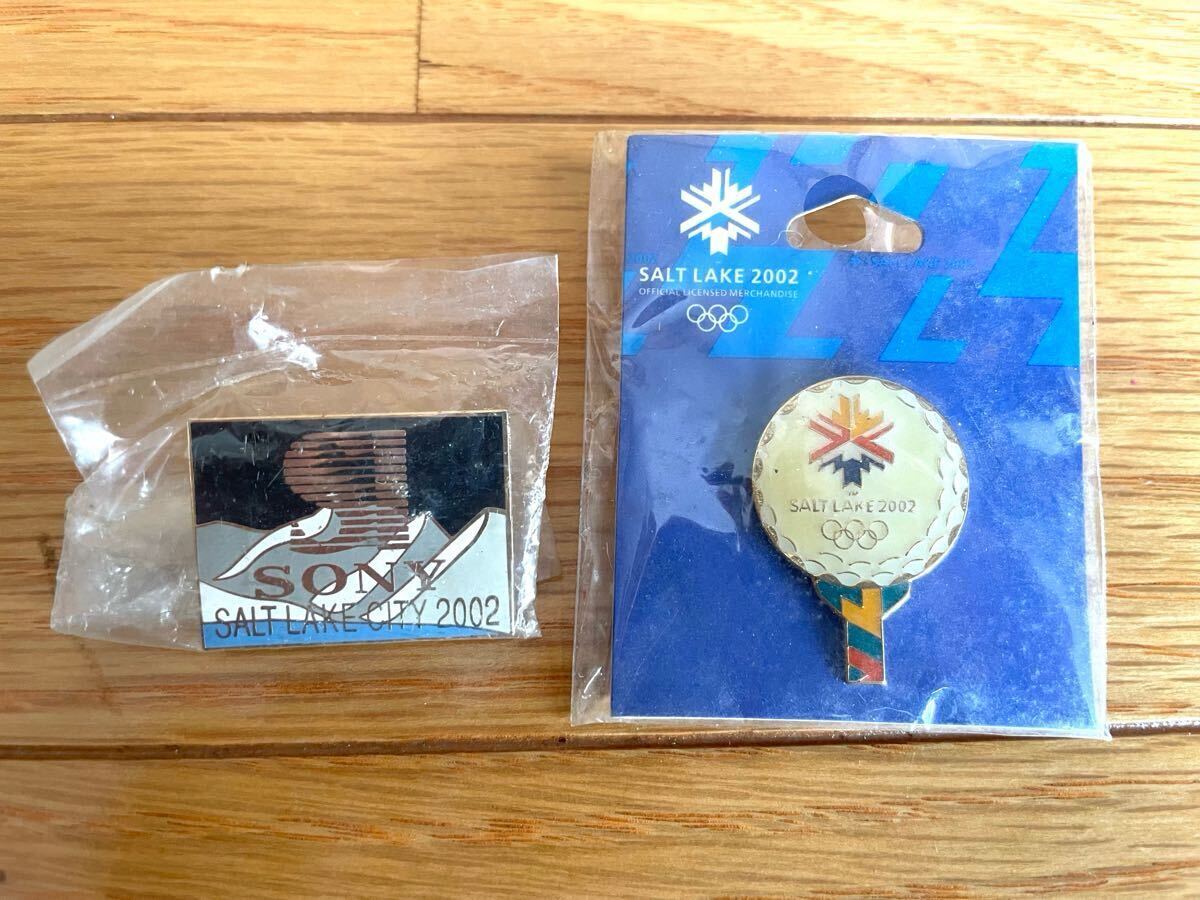 SONY
SALT LAKE CITY 2002
SALT LAKE 2002
OFFICIAL LICENSED MERCHANDISE
SALT LAKE 2002